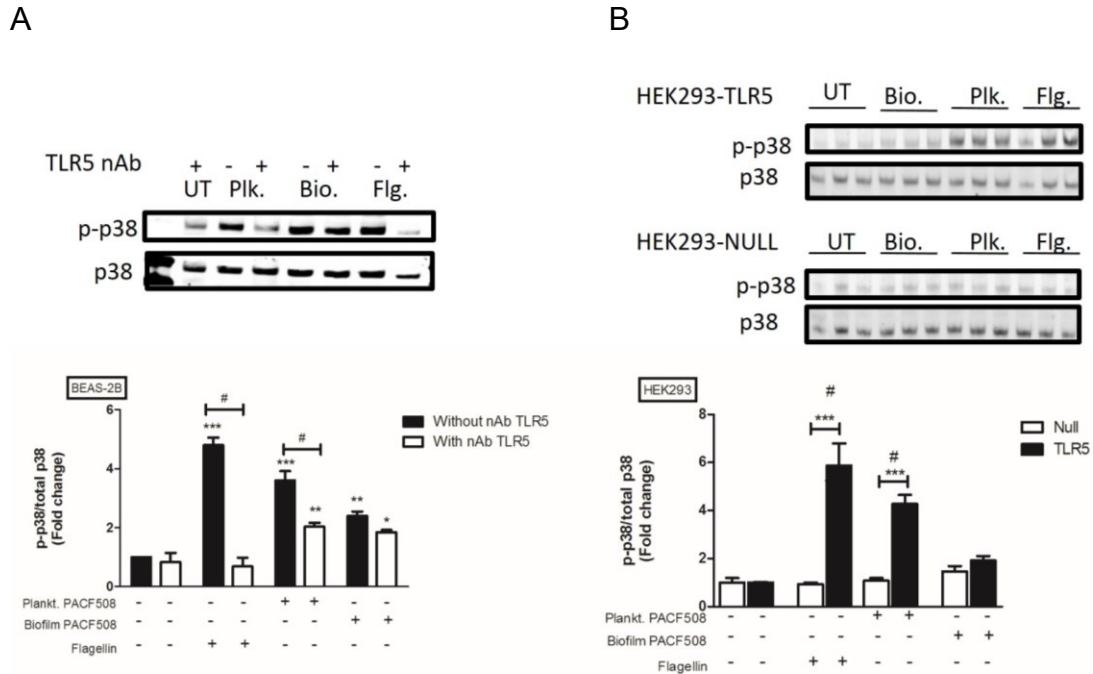 A
TLR5 nAb + - + - + - +
UT Plk. Bio. Flg.
p-p38
p38
BEAS-2B
p-p38/total p38
(Fold change)
6
4
2
0
#
***
#
***
**
**
*
Without nAb TLR5
With nAb TLR5
Plankt. PACF508 - - - - + + - -
Biofilm PACF508 - - - - - - + +
Flagellin - - + + - - - -
B
HEK293-TLR5 UT Bio. Plk. Flg.
p-p38
p38
HEK293-NULL UT Bio. Plk. Flg.
p-p38
p38
HEK293
p-p38/total p38
(Fold change)
8
6
4
2
0
#
***
#
***
Null
TLR5
Plankt. PACF508 - - - - + + - -
Biofilm PACF508 - - - - - - + +
Flagellin - - + + - - - -